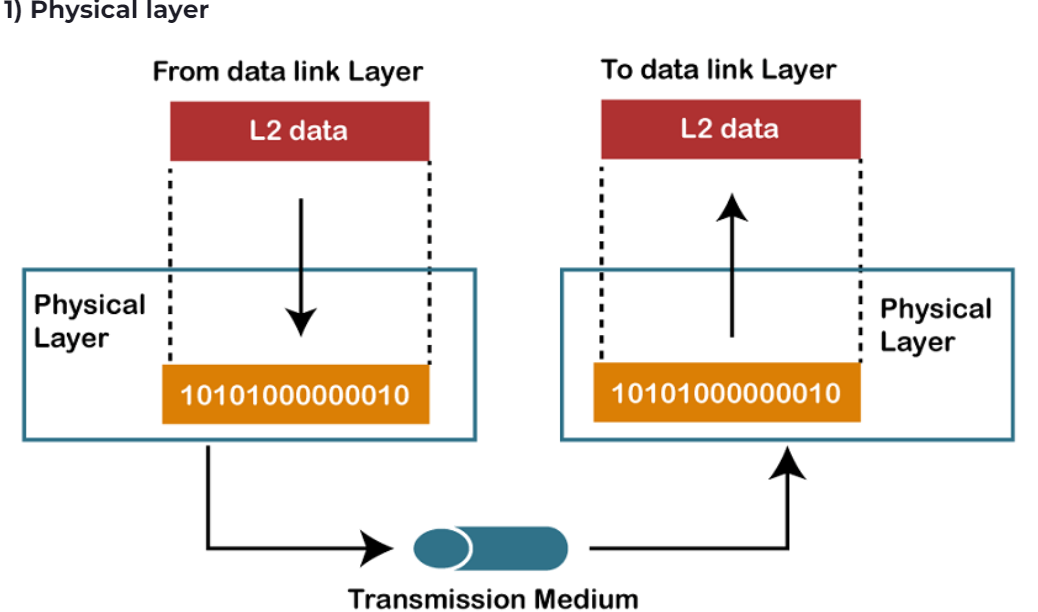 1) Physical layer
From data link Layer
To data link Layer
L2 data
L2 data
Physical
Layer
Physical
Layer
10101000000010
10101000000010
Transmission Medium